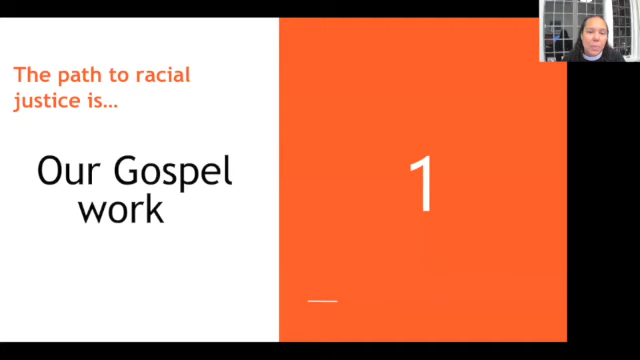 The path to racial
justice is…
Our Gospel
work
1